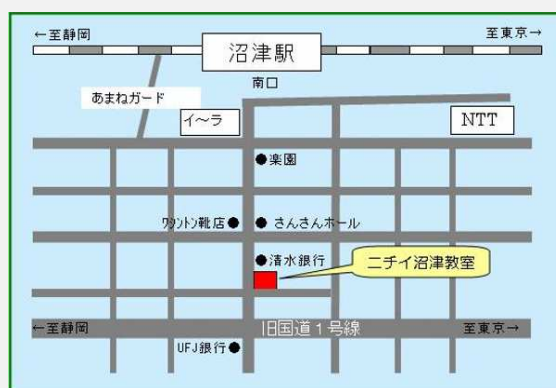 ←至静岡
至東京→
沼津駅
南口
あまねガード
イ～ラ
NTT
●楽園
ワシントン靴店●
●さんさんホール
●清水銀行
ニチイ沼津教室
←至静岡
旧国道１号線
至東京→
UFJ銀行●